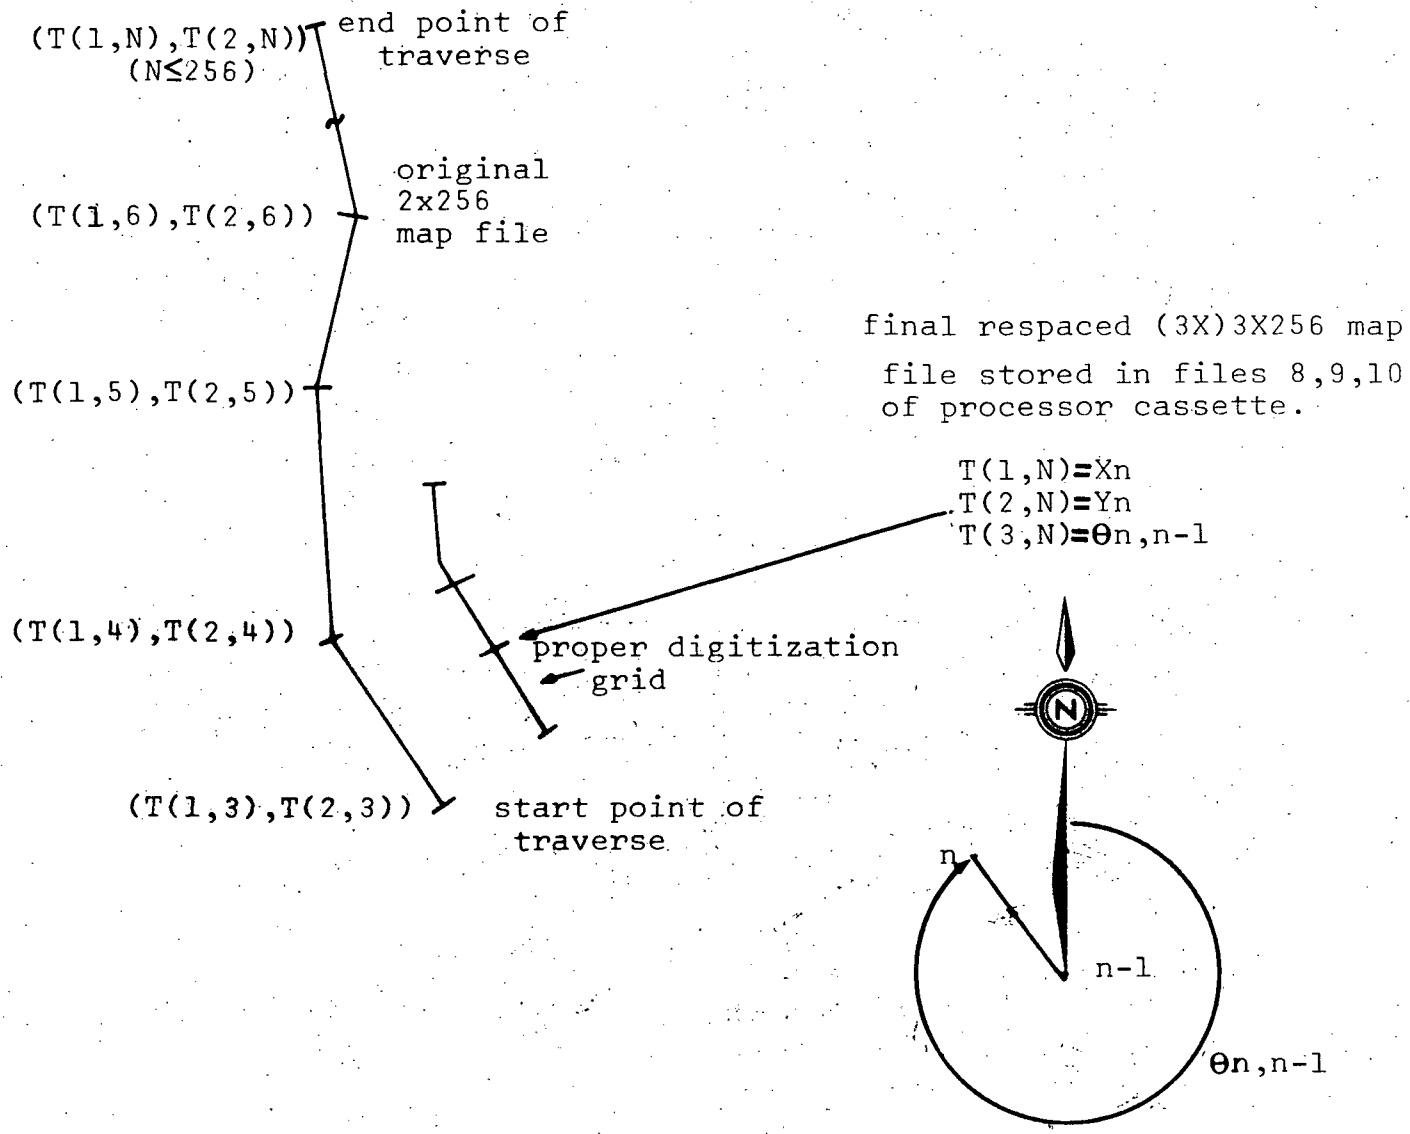 end point of
traverse
(T(1,N),T(2,N))
(N≤256)
original
2x256
map file
(T(1,6),T(2,6))
final respaced (3X)3X256 map
file stored in files 8,9,10
of processor cassette.
(T(1,5),T(2,5))
T(1,N)=Xn
T(2,N)=Yn
T(3,N)=θn,n-1
(T(1,4),T(2,4))
proper digitization
grid
N
(T(1,3),T(2,3))
start point of
traverse
n
n-1
θn,n-1